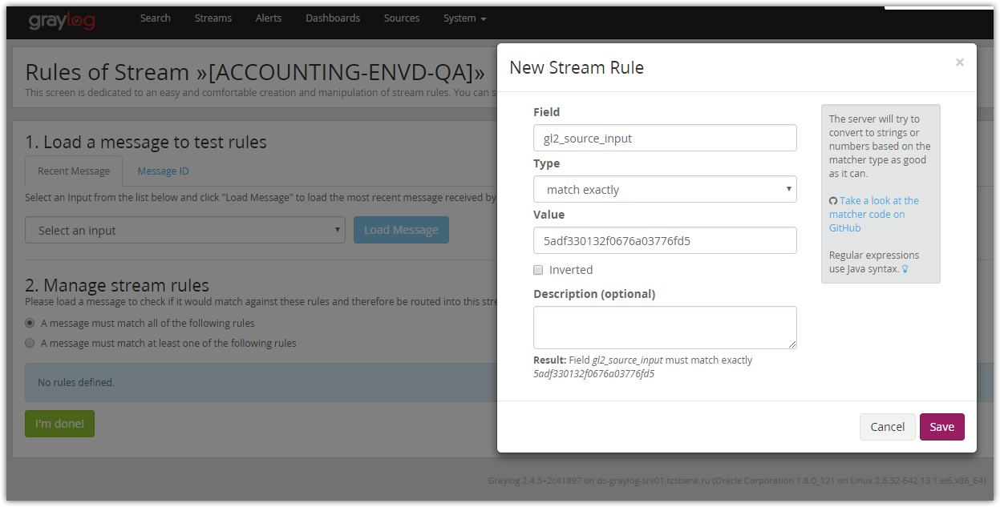 graylog
Search Streams Alerts Dashboards Sources System
Rules of Stream »[ACCOUNTING-ENVD-QA]»
This screen is dedicated to an easy and comfortable creation and manipulation of stream rules. You can s
1. Load a message to test rules
Recent Message Message ID
Select an Input from the list below and click "Load Message" to load the most recent message received by
Select an input Load Message
2. Manage stream rules
Please load a message to check if it would match against these rules and therefore be routed into this stre
A message must match all of the following rules
A message must match at least one of the following rules
No rules defined.
I'm done!
New Stream Rule ×
Field
gl2_source_input
Type
match exactly
Value
5adf330132f0676a03776fd5
Inverted
Description (optional)
Result: Field gl2_source_input must match exactly
5adf330132f0676a03776fd5
The server will try to
convert to strings or
numbers based on the
matcher type as good
as it can.
Take a look at the
matcher code on
GitHub
Regular expressions
use Java syntax.
Cancel Save
Graylog 2.4.3+2c41897 on ds-graylog-srv01.tcsbank.ru (Oracle Corporation 1.8.0_121 on Linux 2.6.32-642.13.1.el6.x86_64)